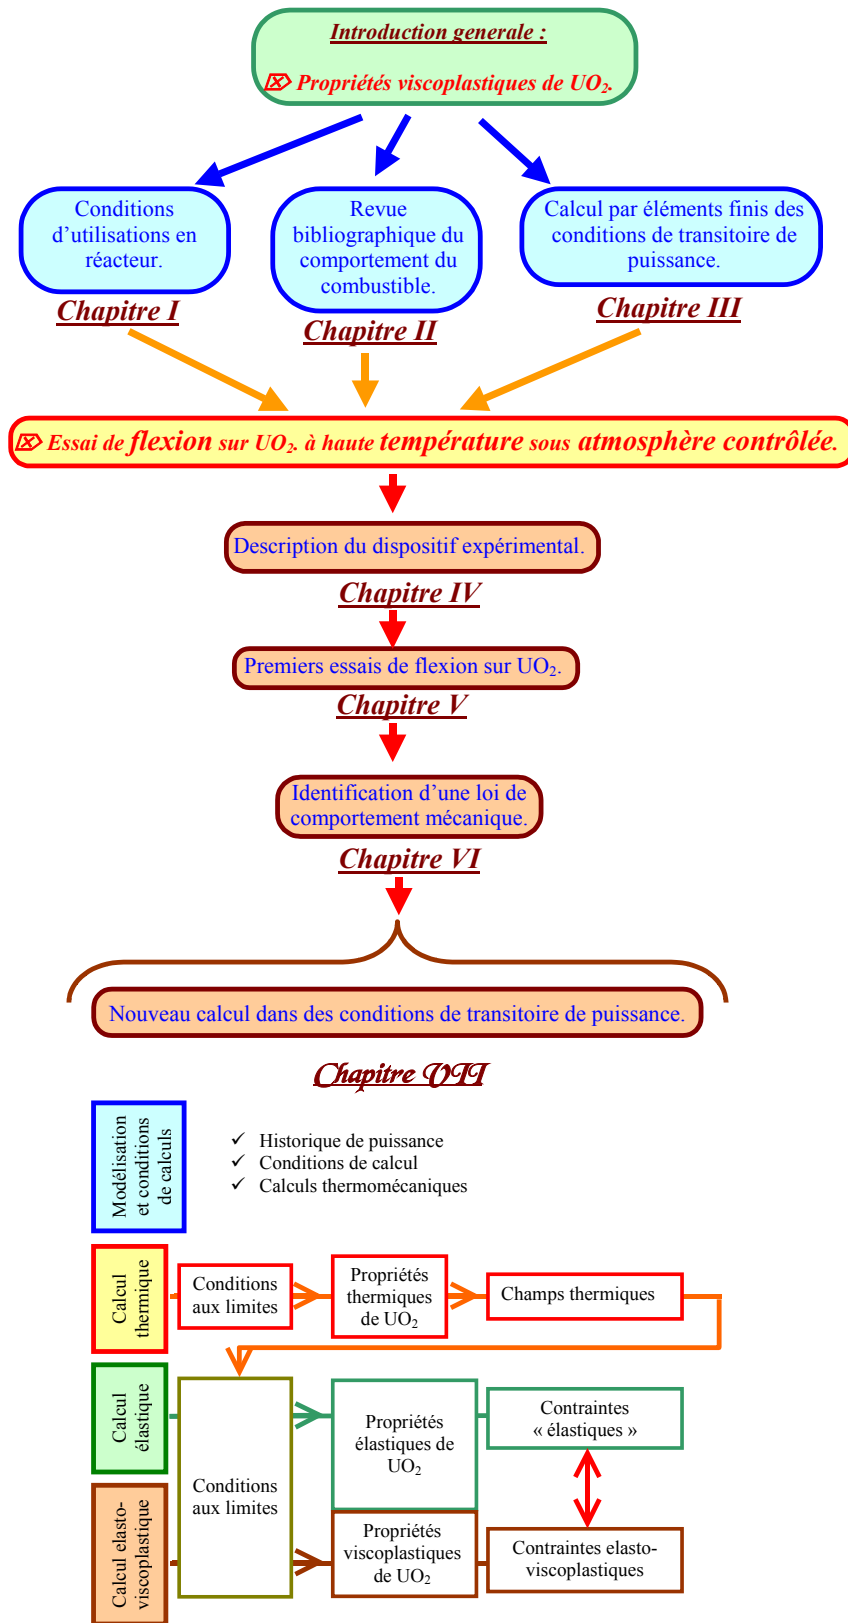 Introduction generale :
Propriétés viscoplastiques de UO₂.
Conditions
d’utilisations en
réacteur.
Chapitre I
Revue
bibliographique du
comportement du
combustible.
Chapitre II
Calcul par éléments finis des
conditions de transitoire de
puissance.
Chapitre III
Essai de flexion sur UO₂. à haute température sous atmosphère contrôlée.
Description du dispositif expérimental.
Chapitre IV
Premiers essais de flexion sur UO₂.
Chapitre V
Identification d’une loi de
comportement mécanique.
Chapitre VI
Nouveau calcul dans des conditions de transitoire de puissance.
Chapitre VII
Modélisation
et conditions
de calculs
✓ Historique de puissance
✓ Conditions de calcul
✓ Calculs thermomécaniques
Calcul
thermique
Conditions
aux limites
Propriétés
thermiques
de UO₂
Champs thermiques
Calcul
élastique
Conditions
aux limites
Propriétés
élastiques de
UO₂
Contraintes
« élastiques »
Calcul elasto-
viscoplastique
Propriétés
viscoplastiques
de UO₂
Contraintes elasto-
viscoplastiques